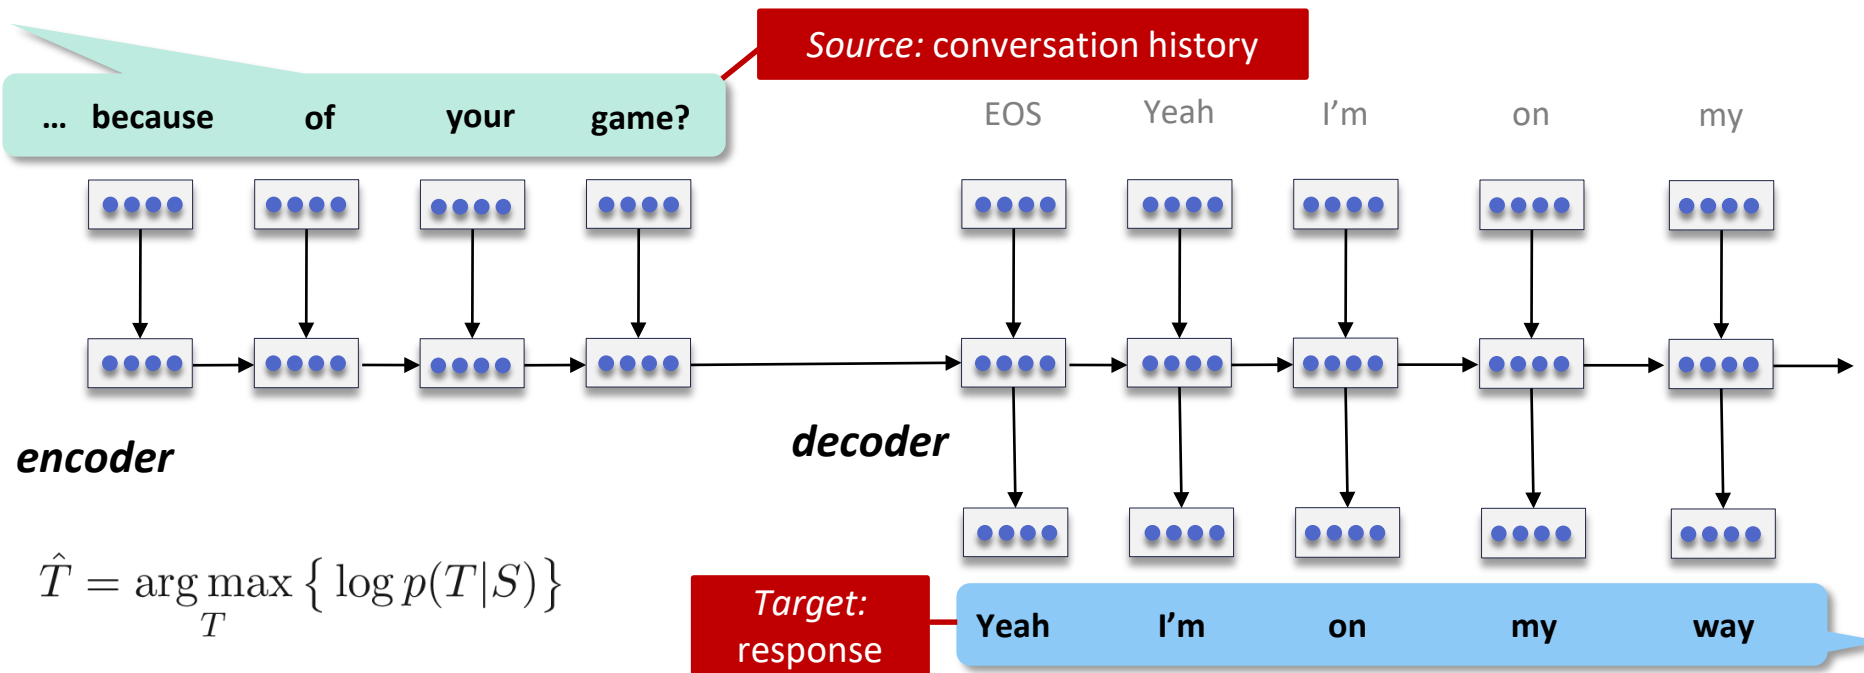 Source: conversation history
… because of your game?
EOS Yeah I’m on my
encoder
decoder
T̂ = arg max { log p(T|S) }
T
Target:
response
Yeah I’m on my way